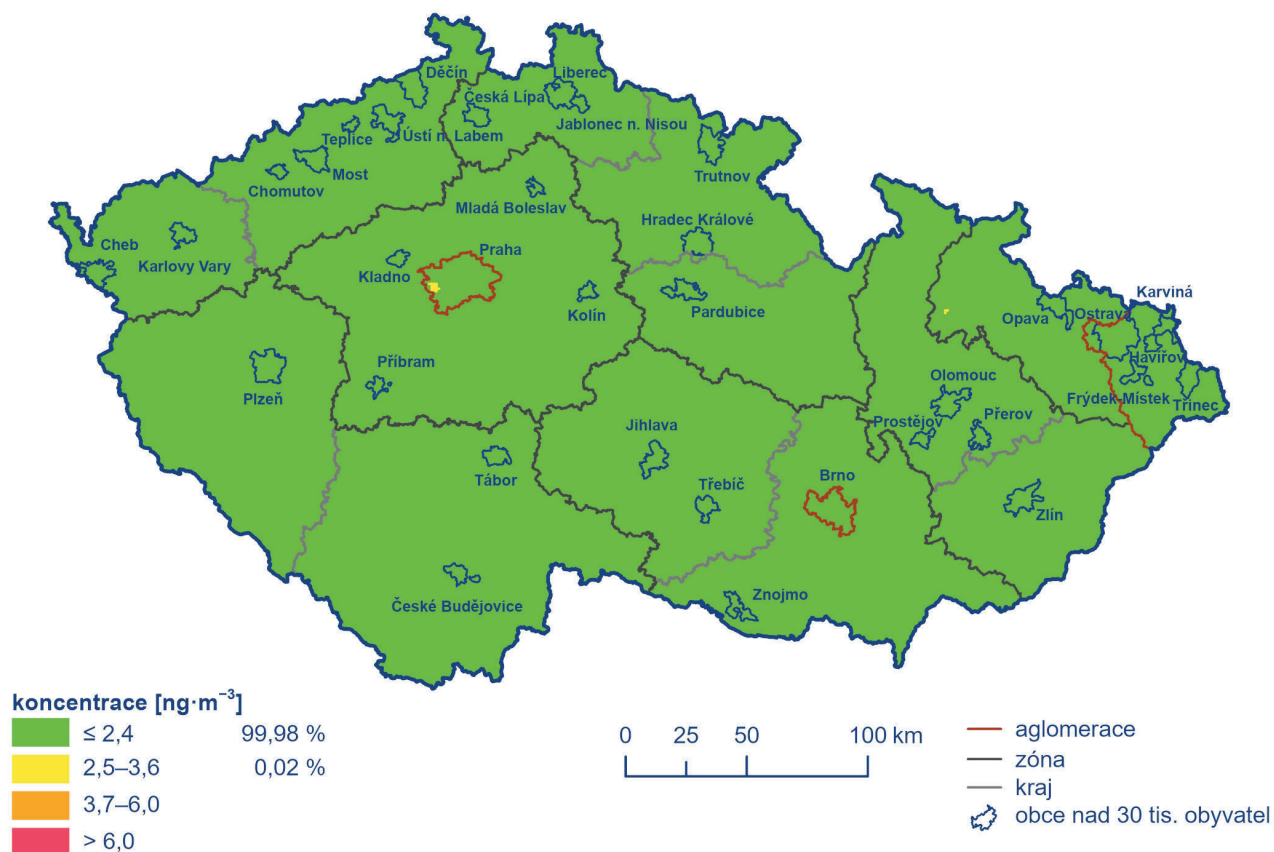 Děčín
Liberec
Česká Lípa
Jablonec n. Nisou
Teplice
Ústí n. Labem
Most
Chomutov
Trutnov
Mladá Boleslav
Hradec Králové
Cheb
Karlovy Vary
Kladno
Praha
Kolín
Pardubice
Karviná
Opava
Ostrava
Havířov
Frýdek-Místek
Třinec
Příbram
Plzeň
Olomouc
Prostějov
Přerov
Jihlava
Tábor
Třebíč
Brno
Zlín
České Budějovice
Znojmo
koncentrace [ng·m⁻³]
≤ 2,4 99,98 %
2,5–3,6 0,02 %
3,7–6,0
> 6,0
0 25 50 100 km
aglomerace
zóna
kraj
obce nad 30 tis. obyvatel